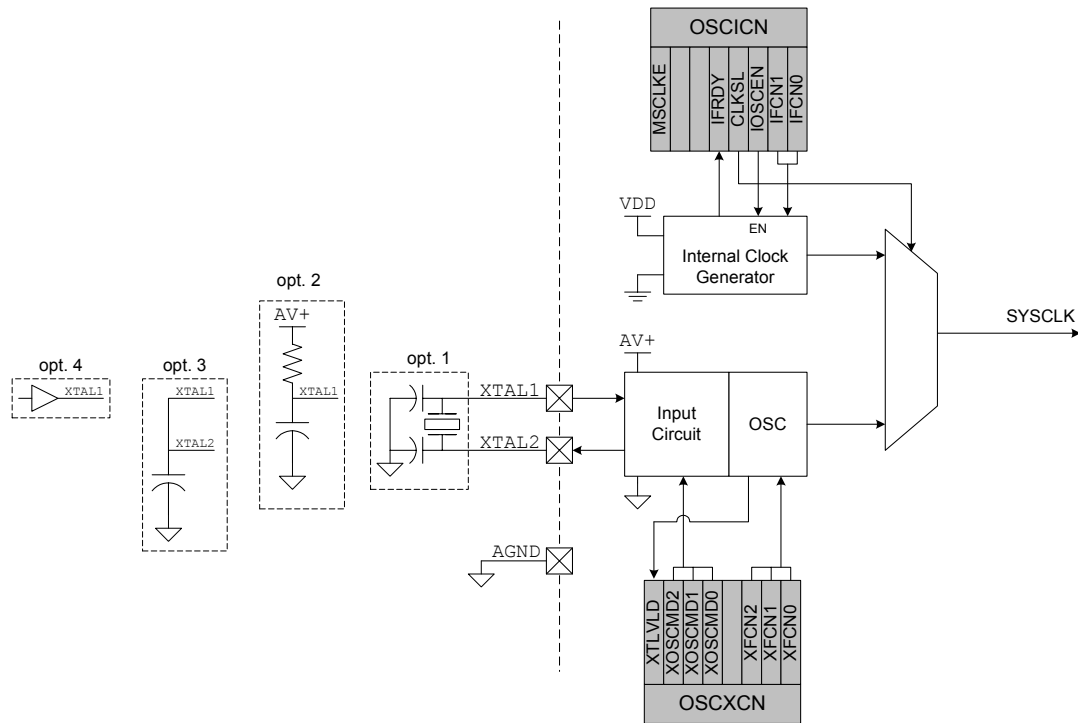 OSCICN
MSCLKE
IFRDY
CLKSL
IOSCEN
IFCN1
IFCN0
VDD
EN
Internal Clock
Generator
opt. 2
AV+
XTAL1
SYSCLK
opt. 4
XTAL1
opt. 3
XTAL1
XTAL2
opt. 1
XTAL1
XTAL2
AV+
Input
Circuit
OSC
AGND
XTLVLD
XOSCMD2
XOSCMD1
XOSCMD0
XFCN2
XFCN1
XFCN0
OSCXCN